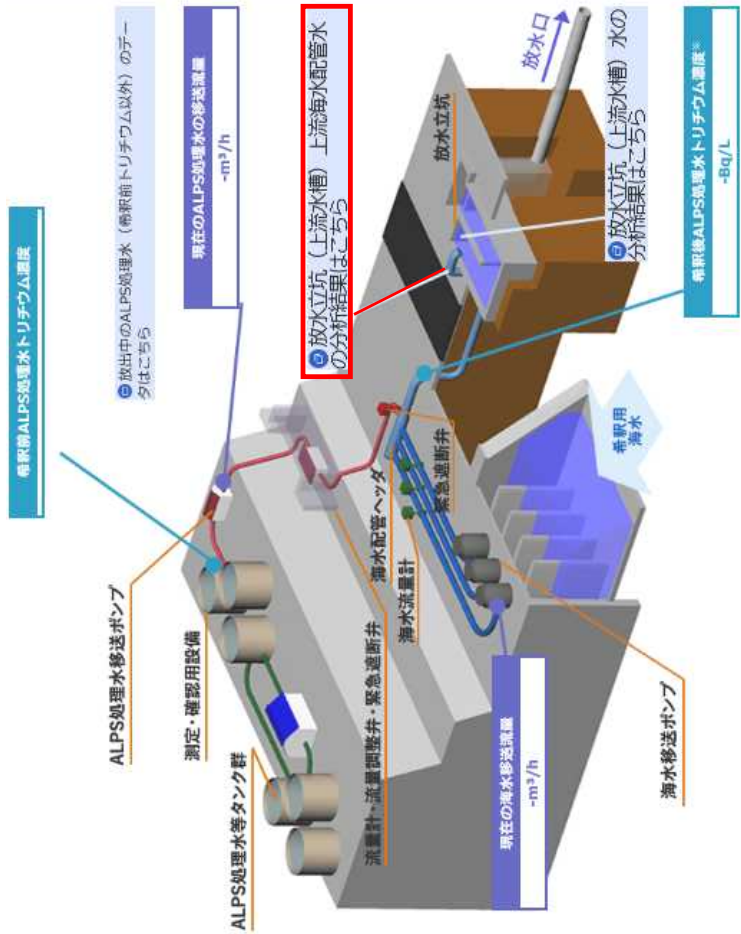 希釈前ALPS処理水トリチウム濃度
放出中のALPS処理水（希釈前トリチウム以外）のデー
タはこちら
現在のALPS処理水の移送流量
-m³/h
放水立坑（上流水槽）上流海水配管水
の分析結果はこちら
ALPS処理水移送ポンプ
測定・確認用設備
ALPS処理水等タンク群
流量計・流量調整弁・緊急遮断弁
海水配管ヘッダ
海水流量計
緊急遮断弁
放水立坑
放水口
放水立坑（上流水槽）水の
分析結果はこちら
希釈用
海水
現在の海水移送流量
-m³/h
海水移送ポンプ
希釈後ALPS処理水トリチウム濃度※
-Bq/L